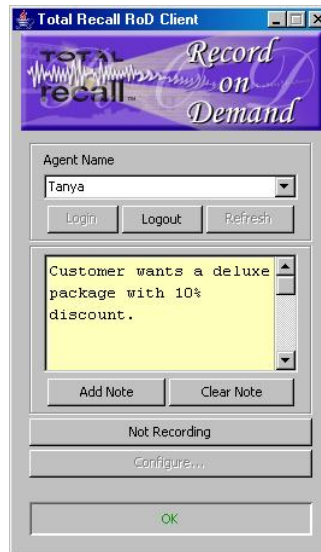 Total Recall RoD Client
TOTAL
recall™
Record
on
Demand
Agent Name
Tanya
Login Logout Refresh
Customer wants a deluxe
package with 10%
discount.
Add Note Clear Note
Not Recording
Configure...
OK